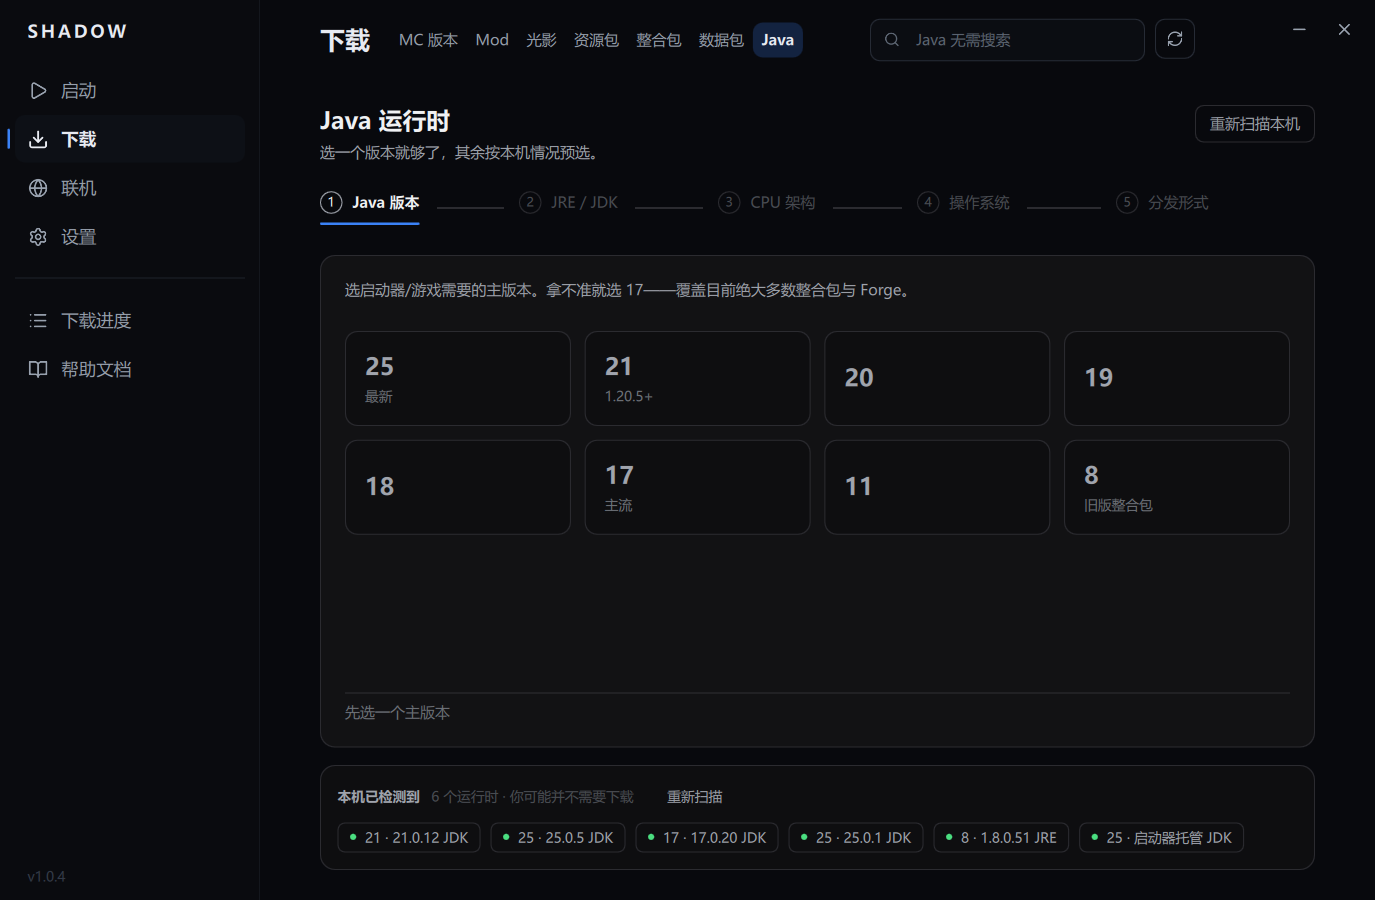 SHADOW
启动
下载
联机
设置
下载进度
帮助文档
v1.0.4
下载
MC 版本
Mod
光影
资源包
整合包
数据包
Java
Java 无需搜索
Java 运行时
选一个版本就够了，其余按本机情况预选。
重新扫描本机
1 Java 版本
2 JRE / JDK
3 CPU 架构
4 操作系统
5 分发形式
选启动器/游戏需要的主版本。拿不准就选 17——覆盖目前绝大多数整合包与 Forge。
25
最新
21
1.20.5+
20
19
18
17
主流
11
8
旧版整合包
先选一个主版本
本机已检测到 6 个运行时 · 你可能并不需要下载 重新扫描
21 · 21.0.12 JDK
25 · 25.0.5 JDK
17 · 17.0.20 JDK
25 · 25.0.1 JDK
8 · 1.8.0.51 JRE
25 · 启动器托管 JDK